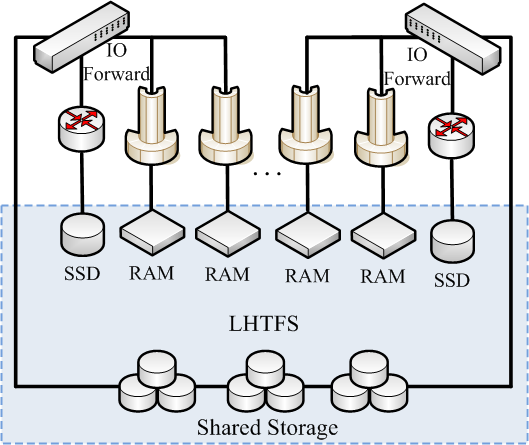 IO
Forward
IO
Forward
. . .
SSD
RAM
RAM
RAM
RAM
SSD
LHTFS
Shared Storage